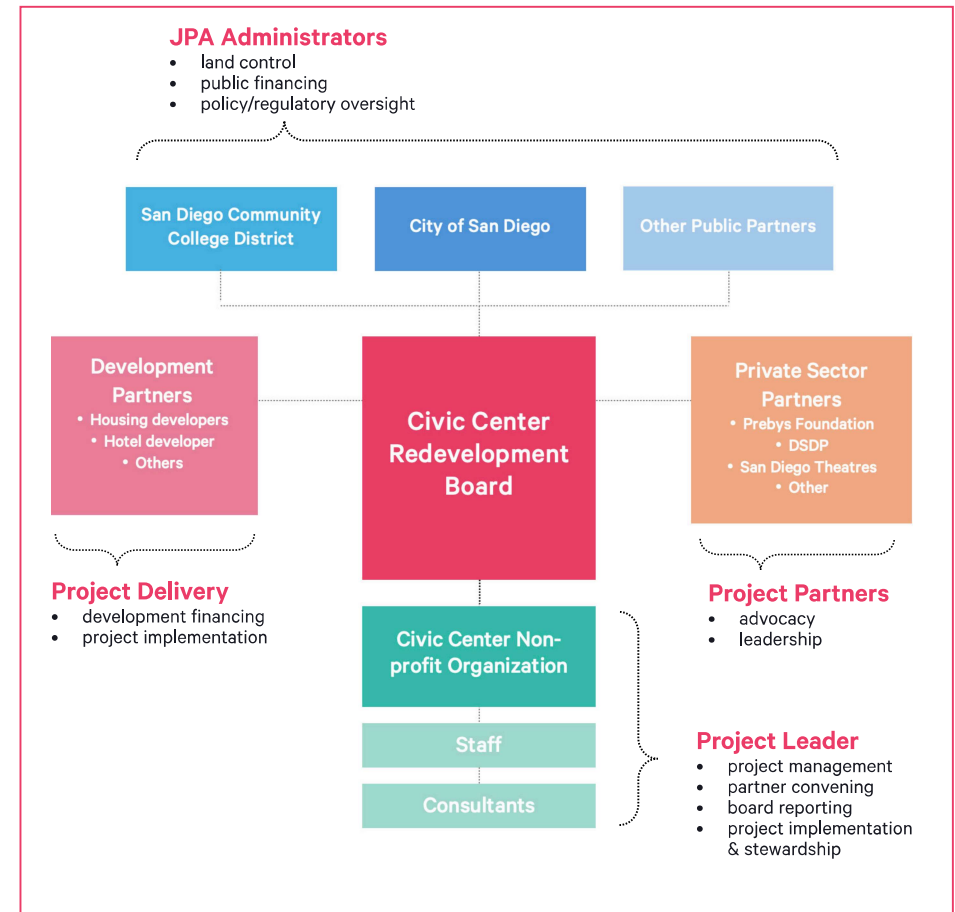 JPA Administrators
• land control
• public financing
• policy/regulatory oversight
San Diego Community
College District
City of San Diego
Other Public Partners
Development
Partners
• Housing developers
• Hotel developer
• Others
Civic Center
Redevelopment
Board
Private Sector
Partners
• Prebys Foundation
• DSDP
• San Diego Theatres
• Other
Project Delivery
• development financing
• project implementation
Project Partners
• advocacy
• leadership
Civic Center Non-
profit Organization
Staff
Consultants
Project Leader
• project management
• partner convening
• board reporting
• project implementation
& stewardship